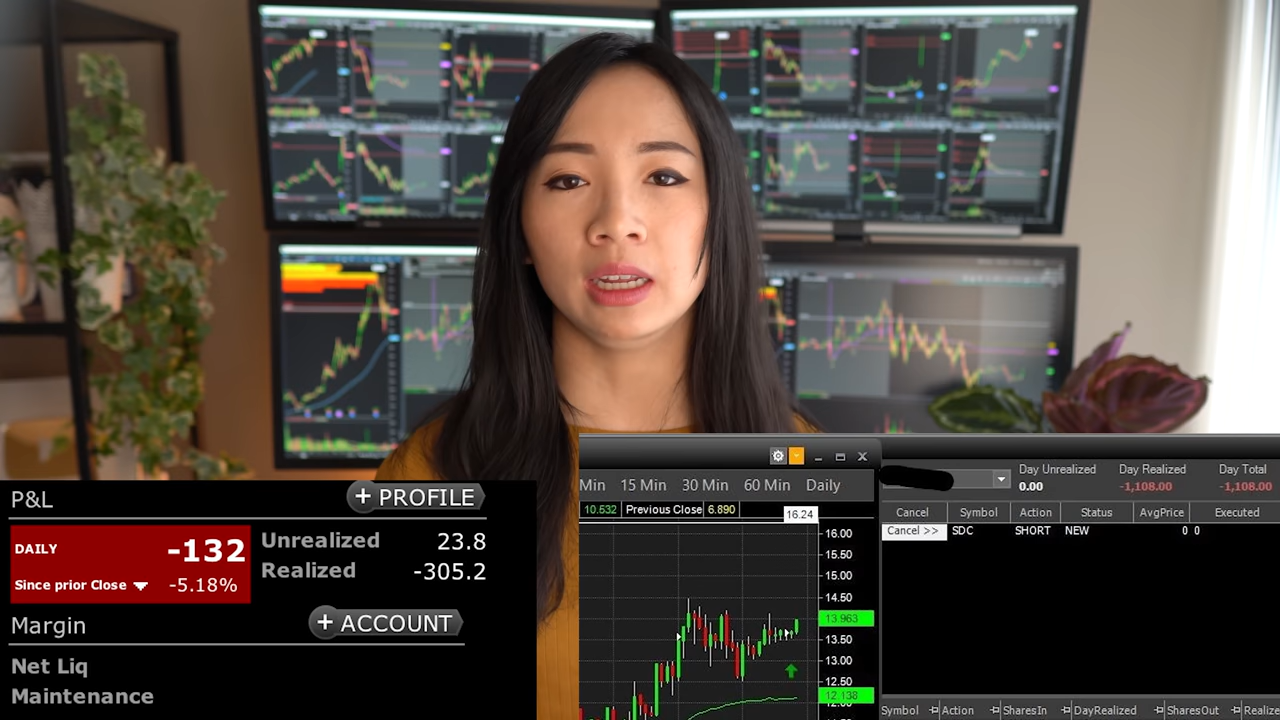 P&L
+ PROFILE
DAILY -132
Since prior Close -5.18%
Unrealized 23.8
Realized -305.2
+ ACCOUNT
Margin
Net Liq
Maintenance
Min 15 Min 30 Min 60 Min Daily
10.632 Previous Close 6.890
16.24
16.00
15.50
15.00
14.50
13.963
13.50
13.00
12.50
12.138
12.00
Day Unrealized Day Realized Day Total
0.00 -1,108.00 -1,108.00
Cancel Symbol Action Status AvgPrice Executed
Cancel >> SDC SHORT NEW 0 0
Symbol Action SharesIn DayRealized SharesOut Realize